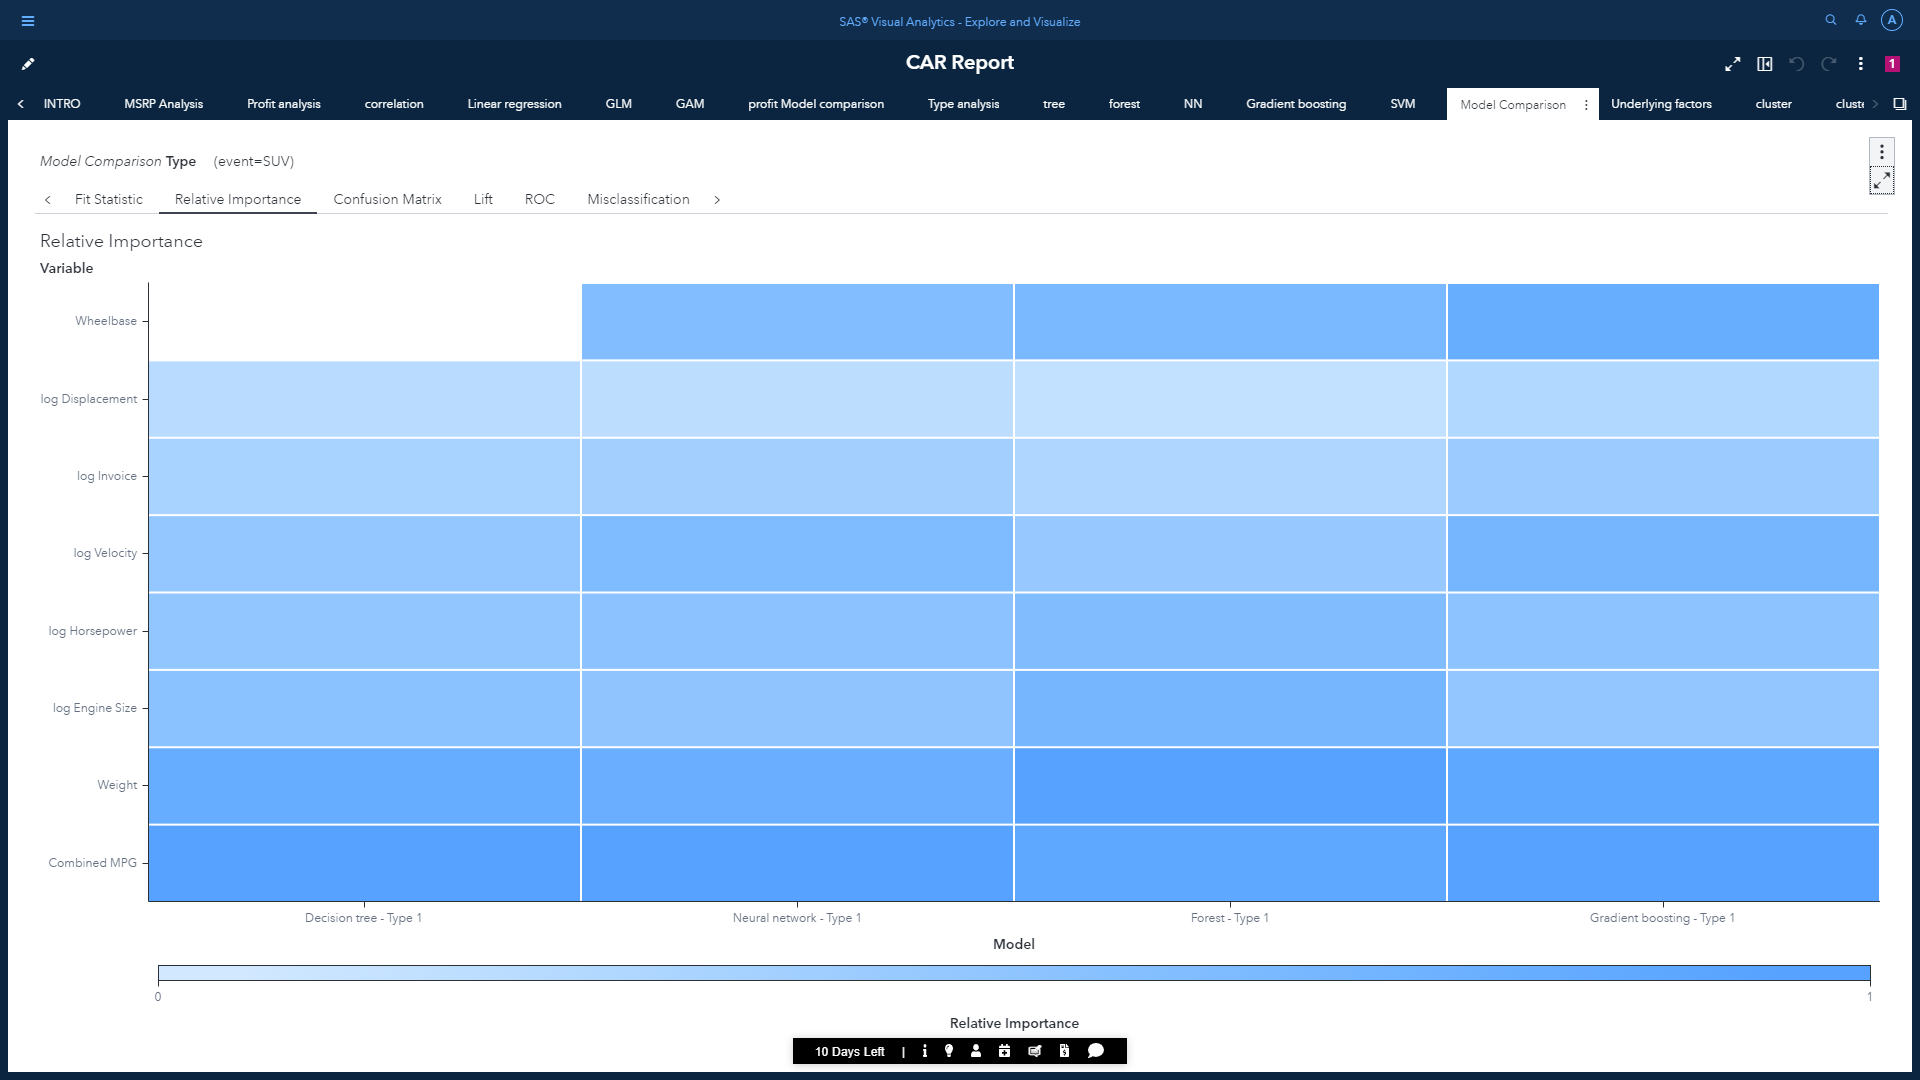 SAS® Visual Analytics - Explore and Visualize
A
CAR Report
1
INTRO MSRP Analysis Profit analysis correlation Linear regression GLM GAM profit Model comparison Type analysis tree forest NN Gradient boosting SVM Model Comparison Underlying factors cluster cluste
Model Comparison Type (event=SUV)
Fit Statistic Relative Importance Confusion Matrix Lift ROC Misclassification
Relative Importance
Variable
Wheelbase
log Displacement
log Invoice
log Velocity
log Horsepower
log Engine Size
Weight
Combined MPG
Decision tree - Type 1 Neural network - Type 1 Forest - Type 1 Gradient boosting - Type 1
Model
0 1
Relative Importance
10 Days Left |